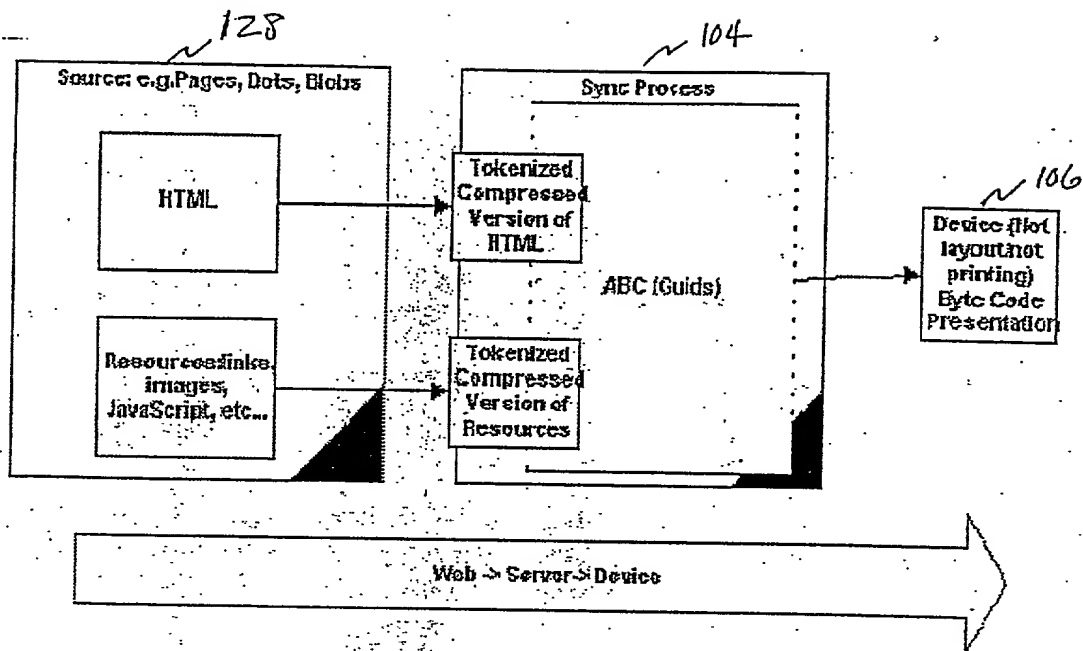 128
Source: e.g.Pages, Dots, Blobs
HTML
Resources:links,
images,
JavaScript, etc...
104
Sync Process
Tokenized
Compressed
Version of
HTML
ABC (Guids)
Tokenized
Compressed
Version of
Resources
106
Device (Not
layout/not
printing)
Byte Code
Presentation
Web -> Server-> Device